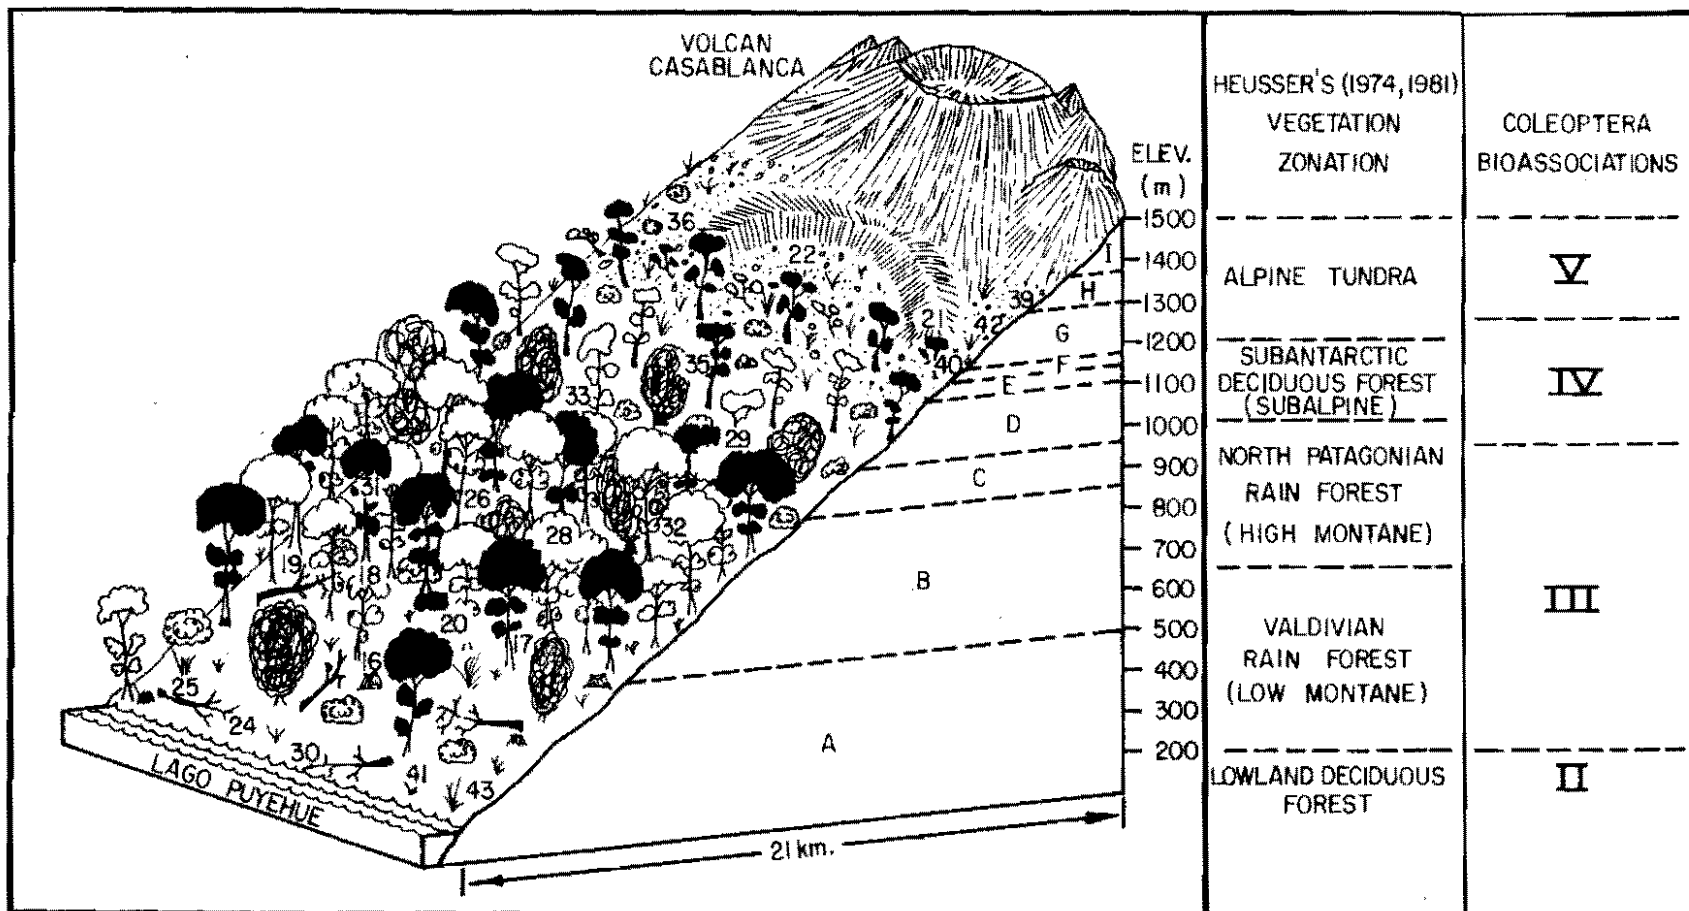 VOLCAN
CASABLANCA
ELEV.
(m)
1500
1400
1300
1200
1100
1000
900
800
700
600
500
400
300
200
I
H
G
F
E
D
C
B
A
36
22
39
21
42
40
35
33
29
31
26
28
32
19
18
20
17
16
25
24
30
41
43
LAGO PUYEHUE
21 km.
HEUSSER'S (1974, 1981)
VEGETATION
ZONATION
ALPINE TUNDRA
SUBANTARCTIC
DECIDUOUS FOREST
(SUBALPINE)
NORTH PATAGONIAN
RAIN FOREST
(HIGH MONTANE)
VALDIVIAN
RAIN FOREST
(LOW MONTANE)
LOWLAND DECIDUOUS
FOREST
COLEOPTERA
BIOASSOCIATIONS
V
IV
III
II